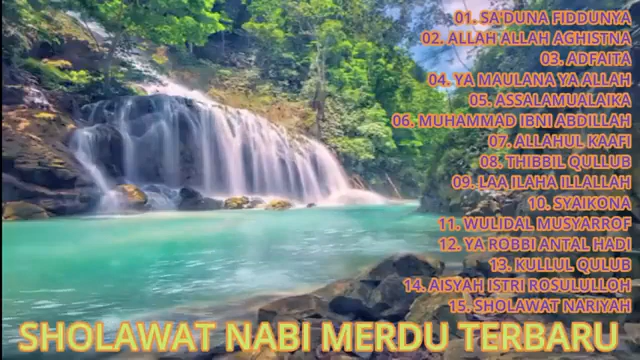 01. SA'DUNA FIDDUNYA
02. ALLAH ALLAH AGHISTNA
03. ADFAITA
04. YA MAULANA YA ALLAH
05. ASSALAMUALAIKA
06. MUHAMMAD IBNI ABDILLAH
07. ALLAHUL KAAFI
08. THIBBIL QULLUB
09. LAA ILAHA ILLALLAH
10. SYAIKONA
11. WULIDAL MUSYARROF
12. YA ROBBI ANTAL HADI
13. KULLUL QULUB
14. AISYAH ISTRI ROSULULLOH
15. SHOLAWAT NARIYAH
SHOLAWAT NABI MERDU TERBARU